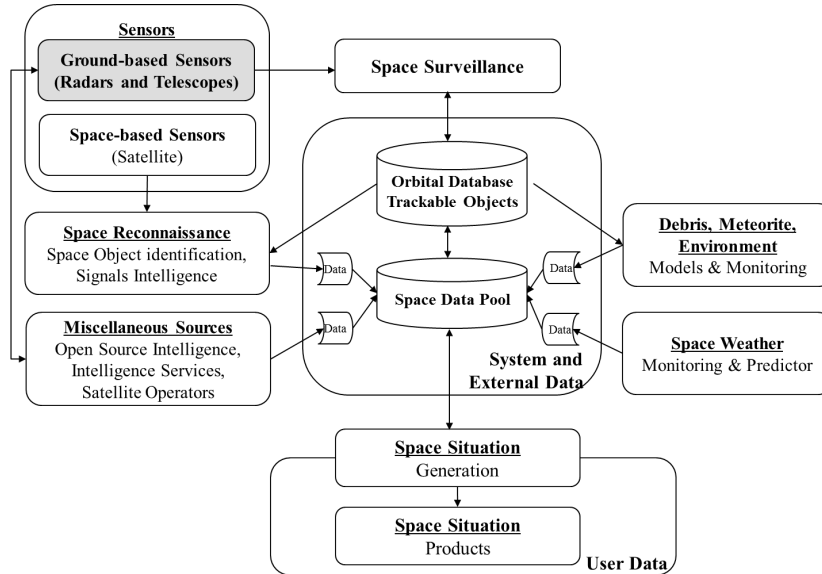 Sensors
Ground-based Sensors
(Radars and Telescopes)
Space Surveillance
Space-based Sensors
(Satellite)
Orbital Database
Trackable Objects
Space Reconnaissance
Space Object identification,
Signals Intelligence
Debris, Meteorite,
Environment
Models & Monitoring
Data
Data
Space Data Pool
Data
Data
Miscellaneous Sources
Open Source Intelligence,
Intelligence Services,
Satellite Operators
System and
External Data
Space Weather
Monitoring & Predictor
Space Situation
Generation
Space Situation
Products
User Data